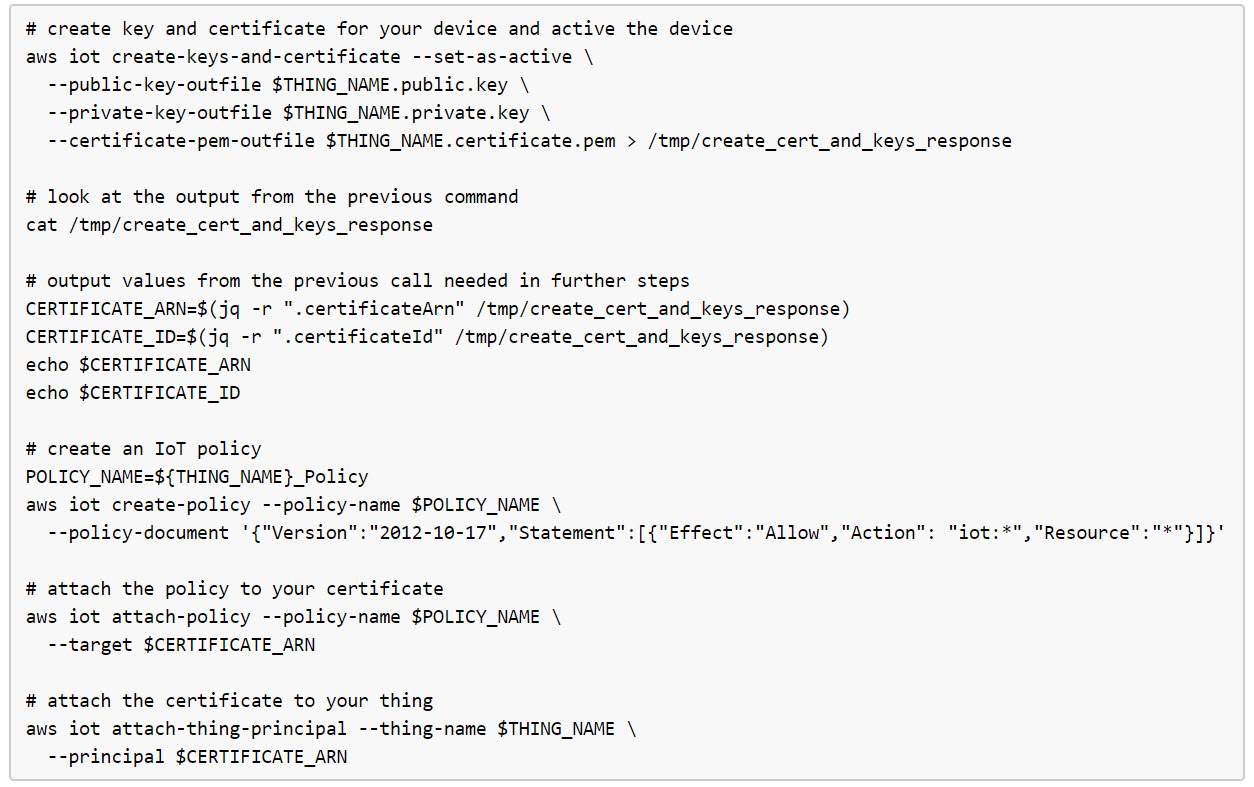 # create key and certificate for your device and active the device
aws iot create-keys-and-certificate --set-as-active \
  --public-key-outfile $THING_NAME.public.key \
  --private-key-outfile $THING_NAME.private.key \
  --certificate-pem-outfile $THING_NAME.certificate.pem > /tmp/create_cert_and_keys_response

# look at the output from the previous command
cat /tmp/create_cert_and_keys_response

# output values from the previous call needed in further steps
CERTIFICATE_ARN=$(jq -r ".certificateArn" /tmp/create_cert_and_keys_response)
CERTIFICATE_ID=$(jq -r ".certificateId" /tmp/create_cert_and_keys_response)
echo $CERTIFICATE_ARN
echo $CERTIFICATE_ID

# create an IoT policy
POLICY_NAME=${THING_NAME}_Policy
aws iot create-policy --policy-name $POLICY_NAME \
  --policy-document '{"Version":"2012-10-17","Statement":[{"Effect":"Allow","Action": "iot:*","Resource":"*"}]}'

# attach the policy to your certificate
aws iot attach-policy --policy-name $POLICY_NAME \
  --target $CERTIFICATE_ARN

# attach the certificate to your thing
aws iot attach-thing-principal --thing-name $THING_NAME \
  --principal $CERTIFICATE_ARN